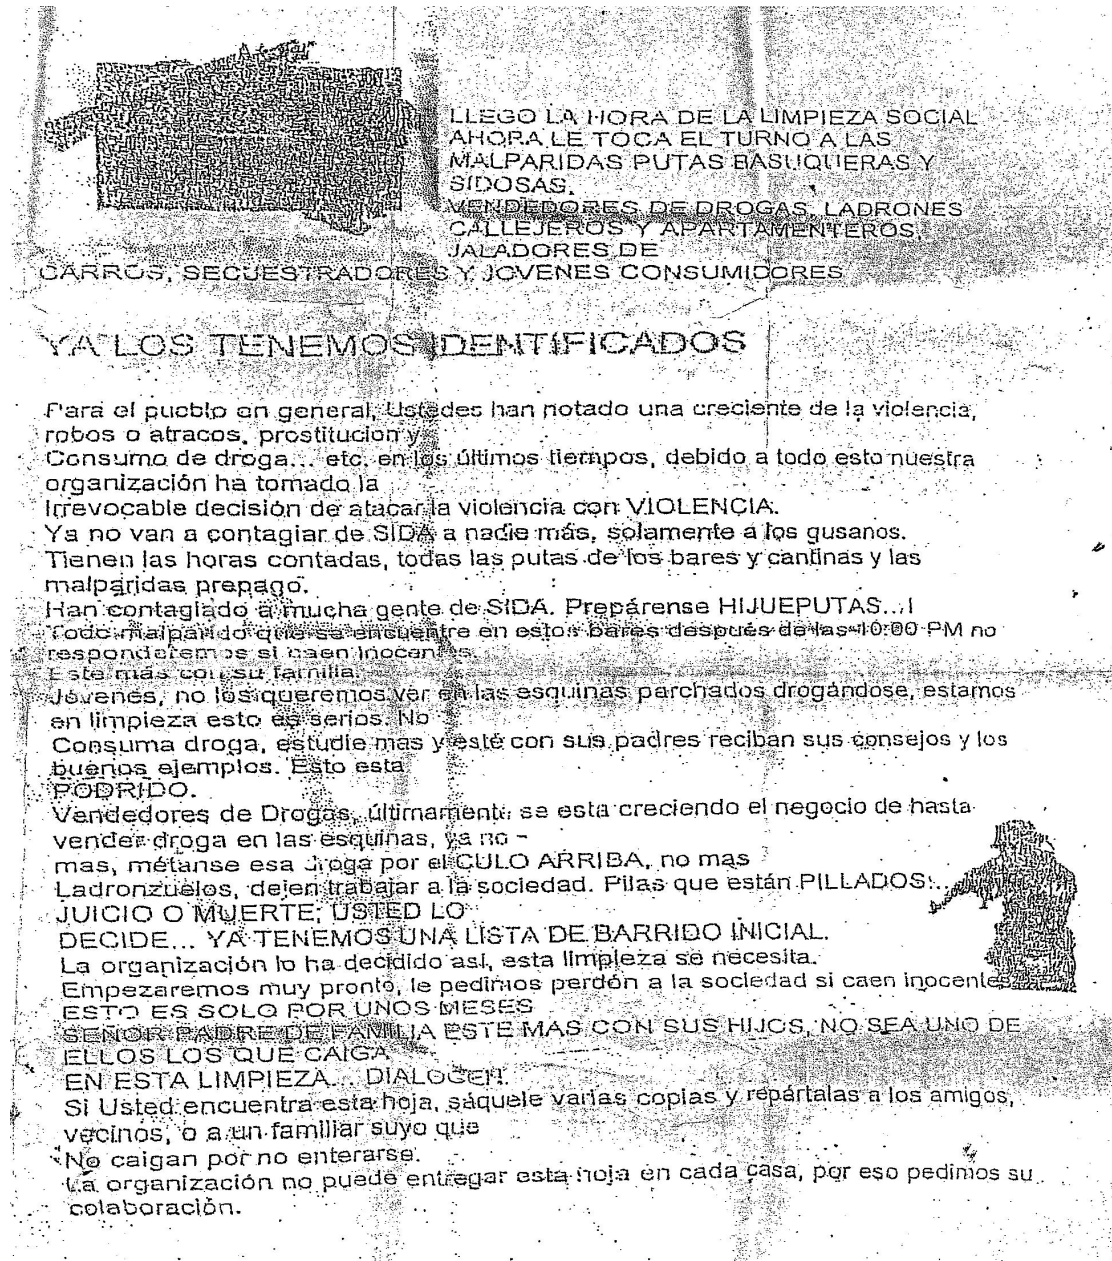 LLEGO LA HORA DE LA LIMPIEZA SOCIAL
AHORA LE TOCA EL TURNO A LAS
MALPARIDAS PUTAS BASUQUERAS Y
SIDOSAS.
VENDEDORES DE DROGAS, LADRONES
CALLEJEROS Y APARTAMENTEROS,
JALADORES DE
CARROS, SECUESTRADORES Y JOVENES CONSUMIDORES
YA LOS TENEMOS IDENTIFICADOS
Para el pueblo en general, Ustedes han notado una creciente de la violencia,
robos o atracos, prostitucion y
Consumo de droga... etc. en los últimos tiempos, debido a todo esto nuestra
organización ha tomado la
Irrevocable decisión de atacar la violencia con VIOLENCIA.
Ya no van a contagiar de SIDA a nadie más, solamente a los gusanos.
Tienen las horas contadas, todas las putas de los bares y cantinas y las
malparidas prepago.
Han contagiado a mucha gente de SIDA. Prepárense HIJUEPUTAS...!
Todo malparido que se encuentre en estos bares después de las 10:00 PM no
responderemos si caen inocentes.
Este más con su familia.
Jóvenes, no los queremos ver en las esquinas parchados drogándose, estamos
en limpieza esto es serios. No
Consuma droga, estudie mas y esté con sus padres reciban sus consejos y los
buenos ejemplos. Esto esta
PODRIDO.
Vendedores de Drogas, últimamente se esta creciendo el negocio de hasta
vender droga en las esquinas, ya no
mas, métanse esa droga por el CULO ARRIBA, no mas
Ladronzuelos, dejen trabajar a la sociedad. Pilas que están PILLADOS...
JUICIO O MUERTE; USTED LO
DECIDE... YA TENEMOS UNA LISTA DE BARRIDO INICIAL.
La organización lo ha decidido así, esta limpieza se necesita.
Empezaremos muy pronto, le pedimos perdón a la sociedad si caen inocentes
ESTO ES SOLO POR UNOS MESES
SEÑOR PADRE DE FAMILIA ESTE MAS CON SUS HIJOS, NO SEA UNO DE
ELLOS LOS QUE CAIGA
EN ESTA LIMPIEZA... DIALOGEN.
Si Usted encuentra esta hoja, sáquele varias copias y repártalas a los amigos,
vecinos, o a un familiar suyo que
No caigan por no enterarse.
La organización no puede entregar esta hoja en cada casa, por eso pedimos su
colaboración.